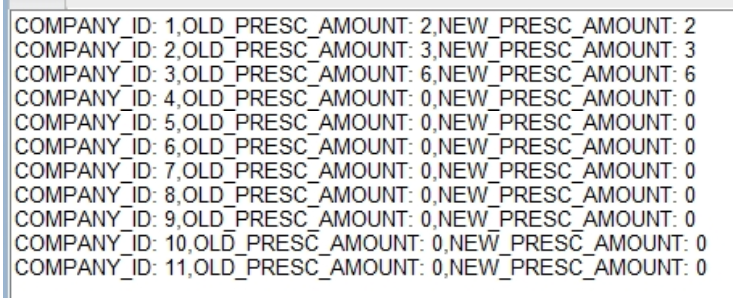 COMPANY_ID: 1,OLD_PRESC_AMOUNT: 2,NEW_PRESC_AMOUNT: 2
COMPANY_ID: 2,OLD_PRESC_AMOUNT: 3,NEW_PRESC_AMOUNT: 3
COMPANY_ID: 3,OLD_PRESC_AMOUNT: 6,NEW_PRESC_AMOUNT: 6
COMPANY_ID: 4,OLD_PRESC_AMOUNT: 0,NEW_PRESC_AMOUNT: 0
COMPANY_ID: 5,OLD_PRESC_AMOUNT: 0,NEW_PRESC_AMOUNT: 0
COMPANY_ID: 6,OLD_PRESC_AMOUNT: 0,NEW_PRESC_AMOUNT: 0
COMPANY_ID: 7,OLD_PRESC_AMOUNT: 0,NEW_PRESC_AMOUNT: 0
COMPANY_ID: 8,OLD_PRESC_AMOUNT: 0,NEW_PRESC_AMOUNT: 0
COMPANY_ID: 9,OLD_PRESC_AMOUNT: 0,NEW_PRESC_AMOUNT: 0
COMPANY_ID: 10,OLD_PRESC_AMOUNT: 0,NEW_PRESC_AMOUNT: 0
COMPANY_ID: 11,OLD_PRESC_AMOUNT: 0,NEW_PRESC_AMOUNT: 0